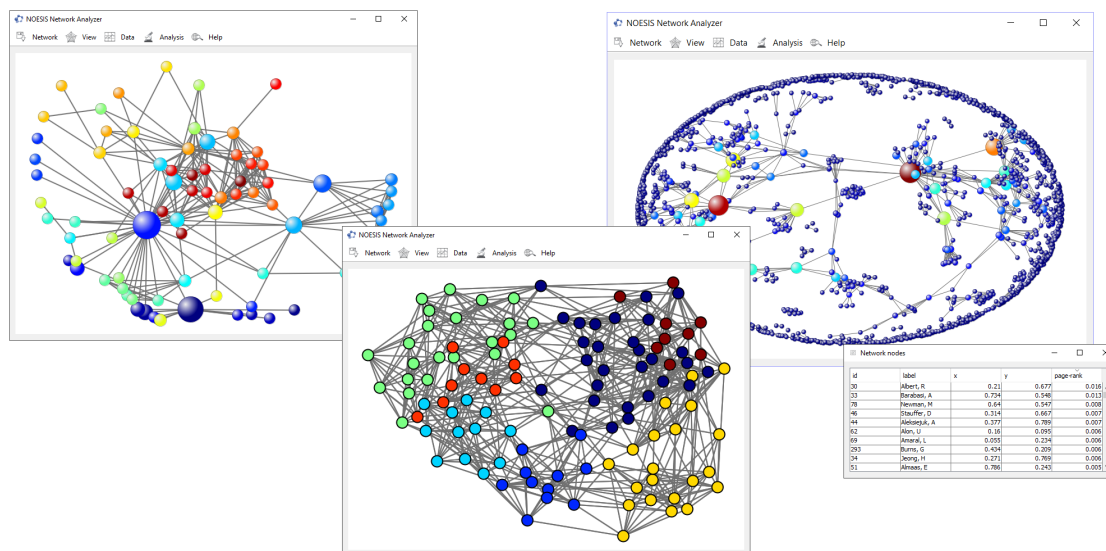 NOESIS Network Analyzer
Network View Data Analysis Help
NOESIS Network Analyzer
Network View Data Analysis Help
NOESIS Network Analyzer
Network View Data Analysis Help
Network nodes
id label x y page-rank
30 Albert, R 0.21 0.677 0.016
33 Barabasi, A 0.734 0.548 0.013
78 Newman, M 0.64 0.547 0.008
46 Stauffer, D 0.314 0.667 0.007
44 Aleksiejuk, A 0.377 0.789 0.007
62 Alon, U 0.16 0.095 0.006
69 Amaral, L 0.055 0.234 0.006
293 Burns, G 0.434 0.209 0.006
34 Jeong, H 0.271 0.769 0.006
51 Almaas, E 0.786 0.243 0.005